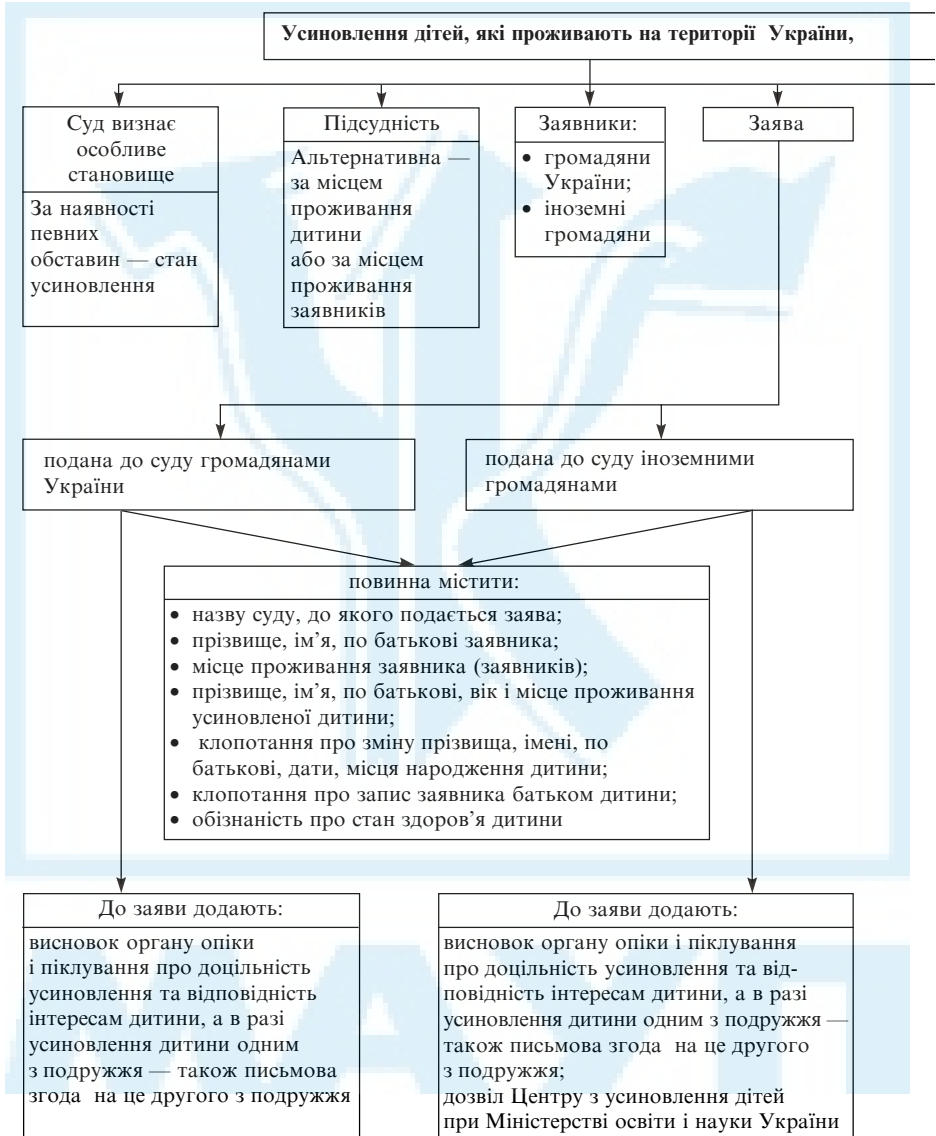 Усиновлення дітей, які проживають на території України,
Суд визнає
особливе
становище
За наявності
певних
обставин — стан
усиновлення
Підсудність
Альтернативна —
за місцем
проживання
дитини
або за місцем
проживання
заявників
Заявники:
• громадяни
України;
• іноземні
громадяни
Заява
подана до суду громадянами
України
подана до суду іноземними
громадянами
повинна містити:
• назву суду, до якого подається заява;
• прізвище, ім’я, по батькові заявника;
• місце проживання заявника (заявників);
• прізвище, ім’я, по батькові, вік і місце проживання
усиновленої дитини;
• клопотання про зміну прізвища, імені, по
батькові, дати, місця народження дитини;
• клопотання про запис заявника батьком дитини;
• обізнаність про стан здоров’я дитини
До заяви додають:
висновок органу опіки
і піклування про доцільність
усиновлення та відповідність
інтересам дитини, а в разі
усиновлення дитини одним
з подружжя — також письмова
згода на це другого з подружжя
До заяви додають:
висновок органу опіки і піклування
про доцільність усиновлення та від-
повідність інтересам дитини, а в разі
усиновлення дитини одним з подружжя —
також письмова згода на це другого
з подружжя;
дозвіл Центру з усиновлення дітей
при Міністерстві освіти і науки України
МАУП